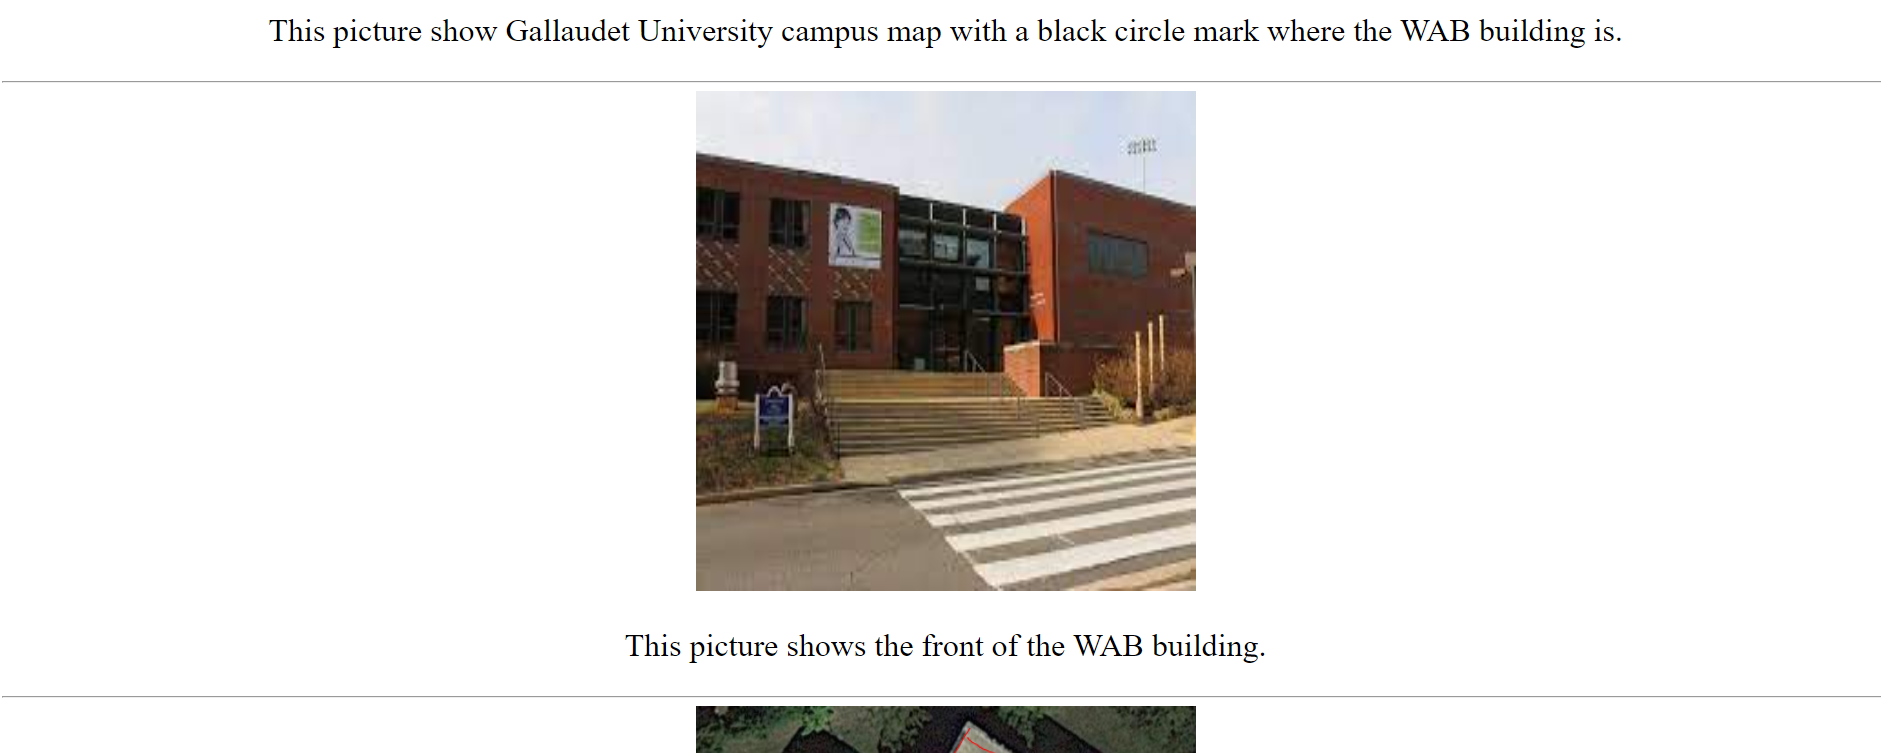 This picture show Gallaudet University campus map with a black circle mark where the WAB building is.
This picture shows the front of the WAB building.